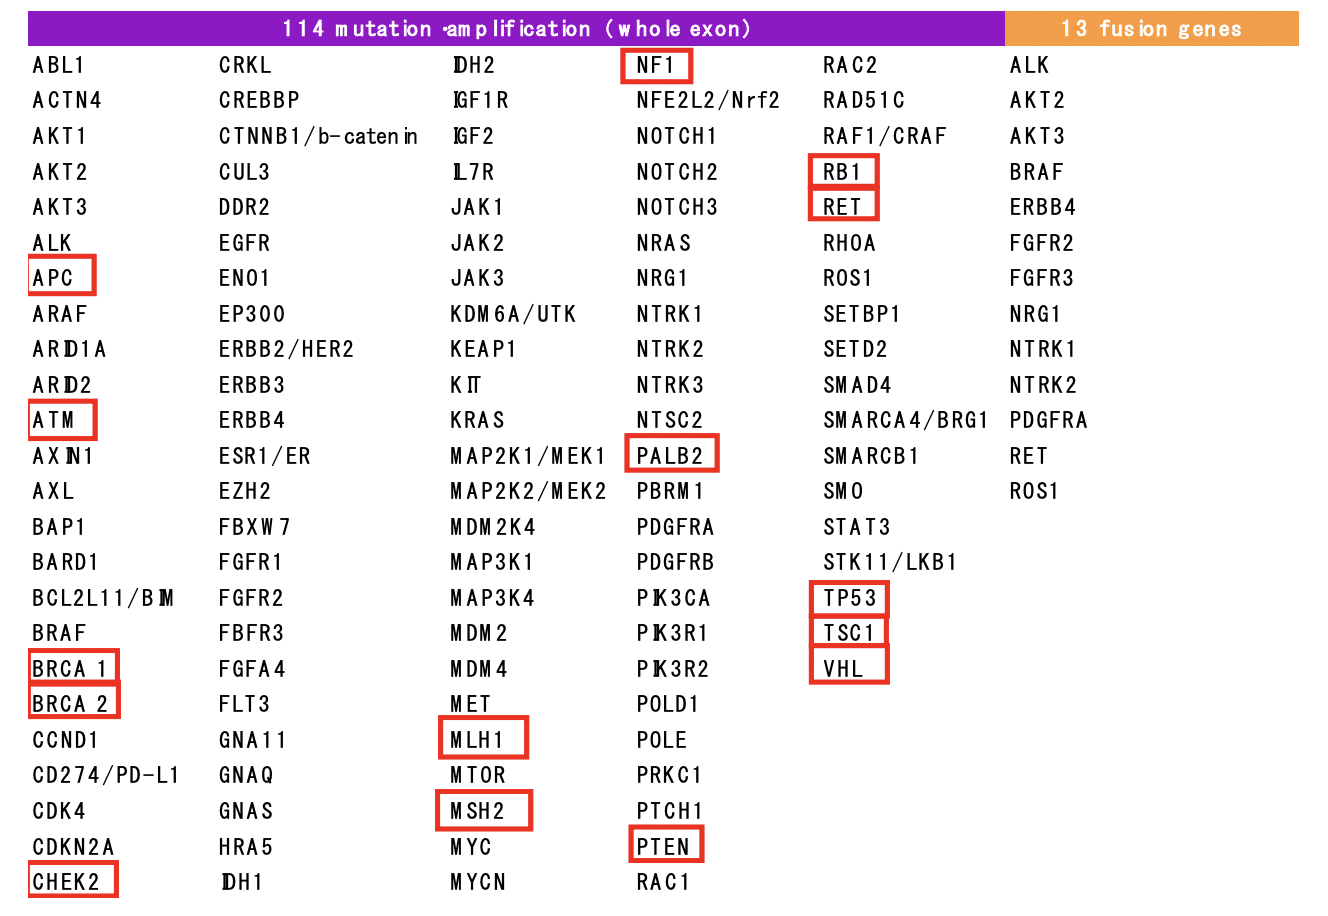 114 mutation·amplification (whole exon) 13 fusion genes
ABL1 CRKL IDH2 NF1 RAC2 ALK
ACTN4 CREBBP IGF1R NFE2L2/Nrf2 RAD51C AKT2
AKT1 CTNNB1/b-catenin IGF2 NOTCH1 RAF1/CRAF AKT3
AKT2 CUL3 IL7R NOTCH2 RB1 BRAF
AKT3 DDR2 JAK1 NOTCH3 RET ERBB4
ALK EGFR JAK2 NRAS RHOA FGFR2
APC ENO1 JAK3 NRG1 ROS1 FGFR3
ARAF EP300 KDM6A/UTK NTRK1 SETBP1 NRG1
ARID1A ERBB2/HER2 KEAP1 NTRK2 SETD2 NTRK1
ARID2 ERBB3 KIT NTRK3 SMAD4 NTRK2
ATM ERBB4 KRAS NTSC2 SMARCA4/BRG1 PDGFRA
AXIN1 ESR1/ER MAP2K1/MEK1 PALB2 SMARCB1 RET
AXL EZH2 MAP2K2/MEK2 PBRM1 SMO ROS1
BAP1 FBXW7 MDM2K4 PDGFRA STAT3
BARD1 FGFR1 MAP3K1 PDGFRB STK11/LKB1
BCL2L11/BIM FGFR2 MAP3K4 PIK3CA TP53
BRAF FBFR3 MDM2 PIK3R1 TSC1
BRCA 1 FGFA4 MDM4 PIK3R2 VHL
BRCA 2 FLT3 MET POLD1
CCND1 GNA11 MLH1 POLE
CD274/PD-L1 GNAQ MTOR PRKC1
CDK4 GNAS MSH2 PTCH1
CDKN2A HRA5 MYC PTEN
CHEK2 IDH1 MYCN RAC1